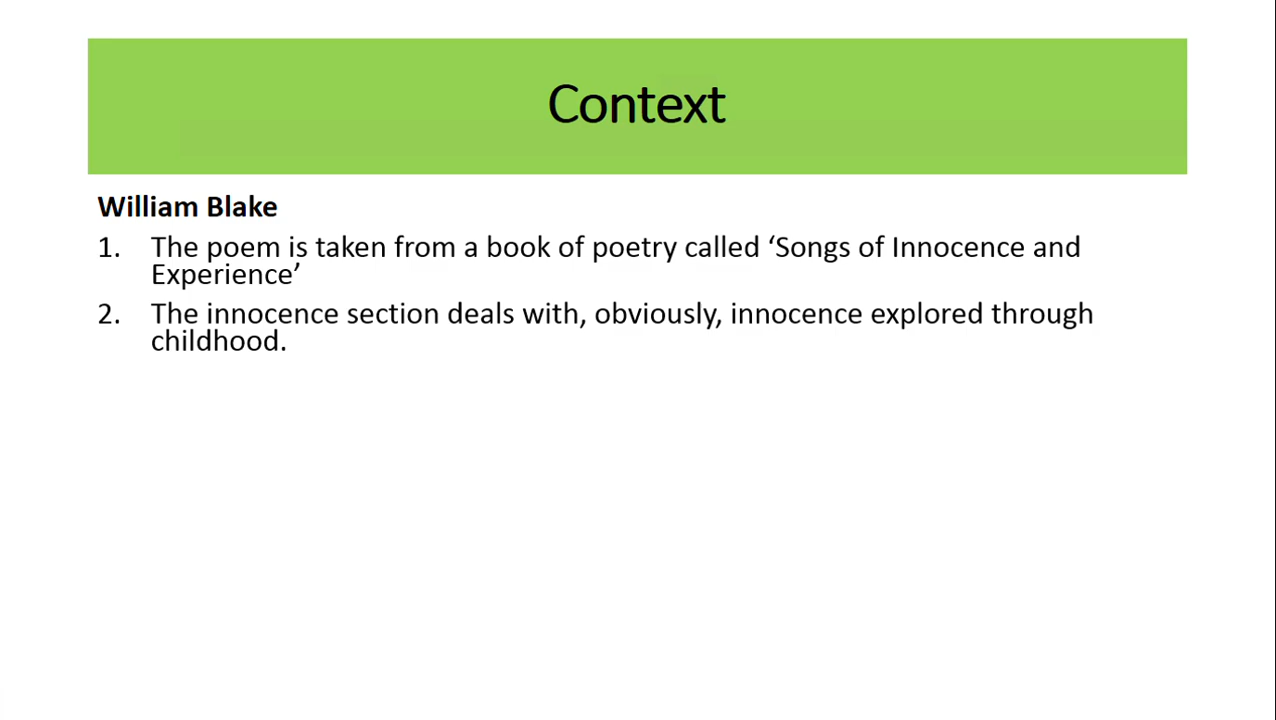 Context
William Blake
1. The poem is taken from a book of poetry called ‘Songs of Innocence and
Experience’
2. The innocence section deals with, obviously, innocence explored through
childhood.